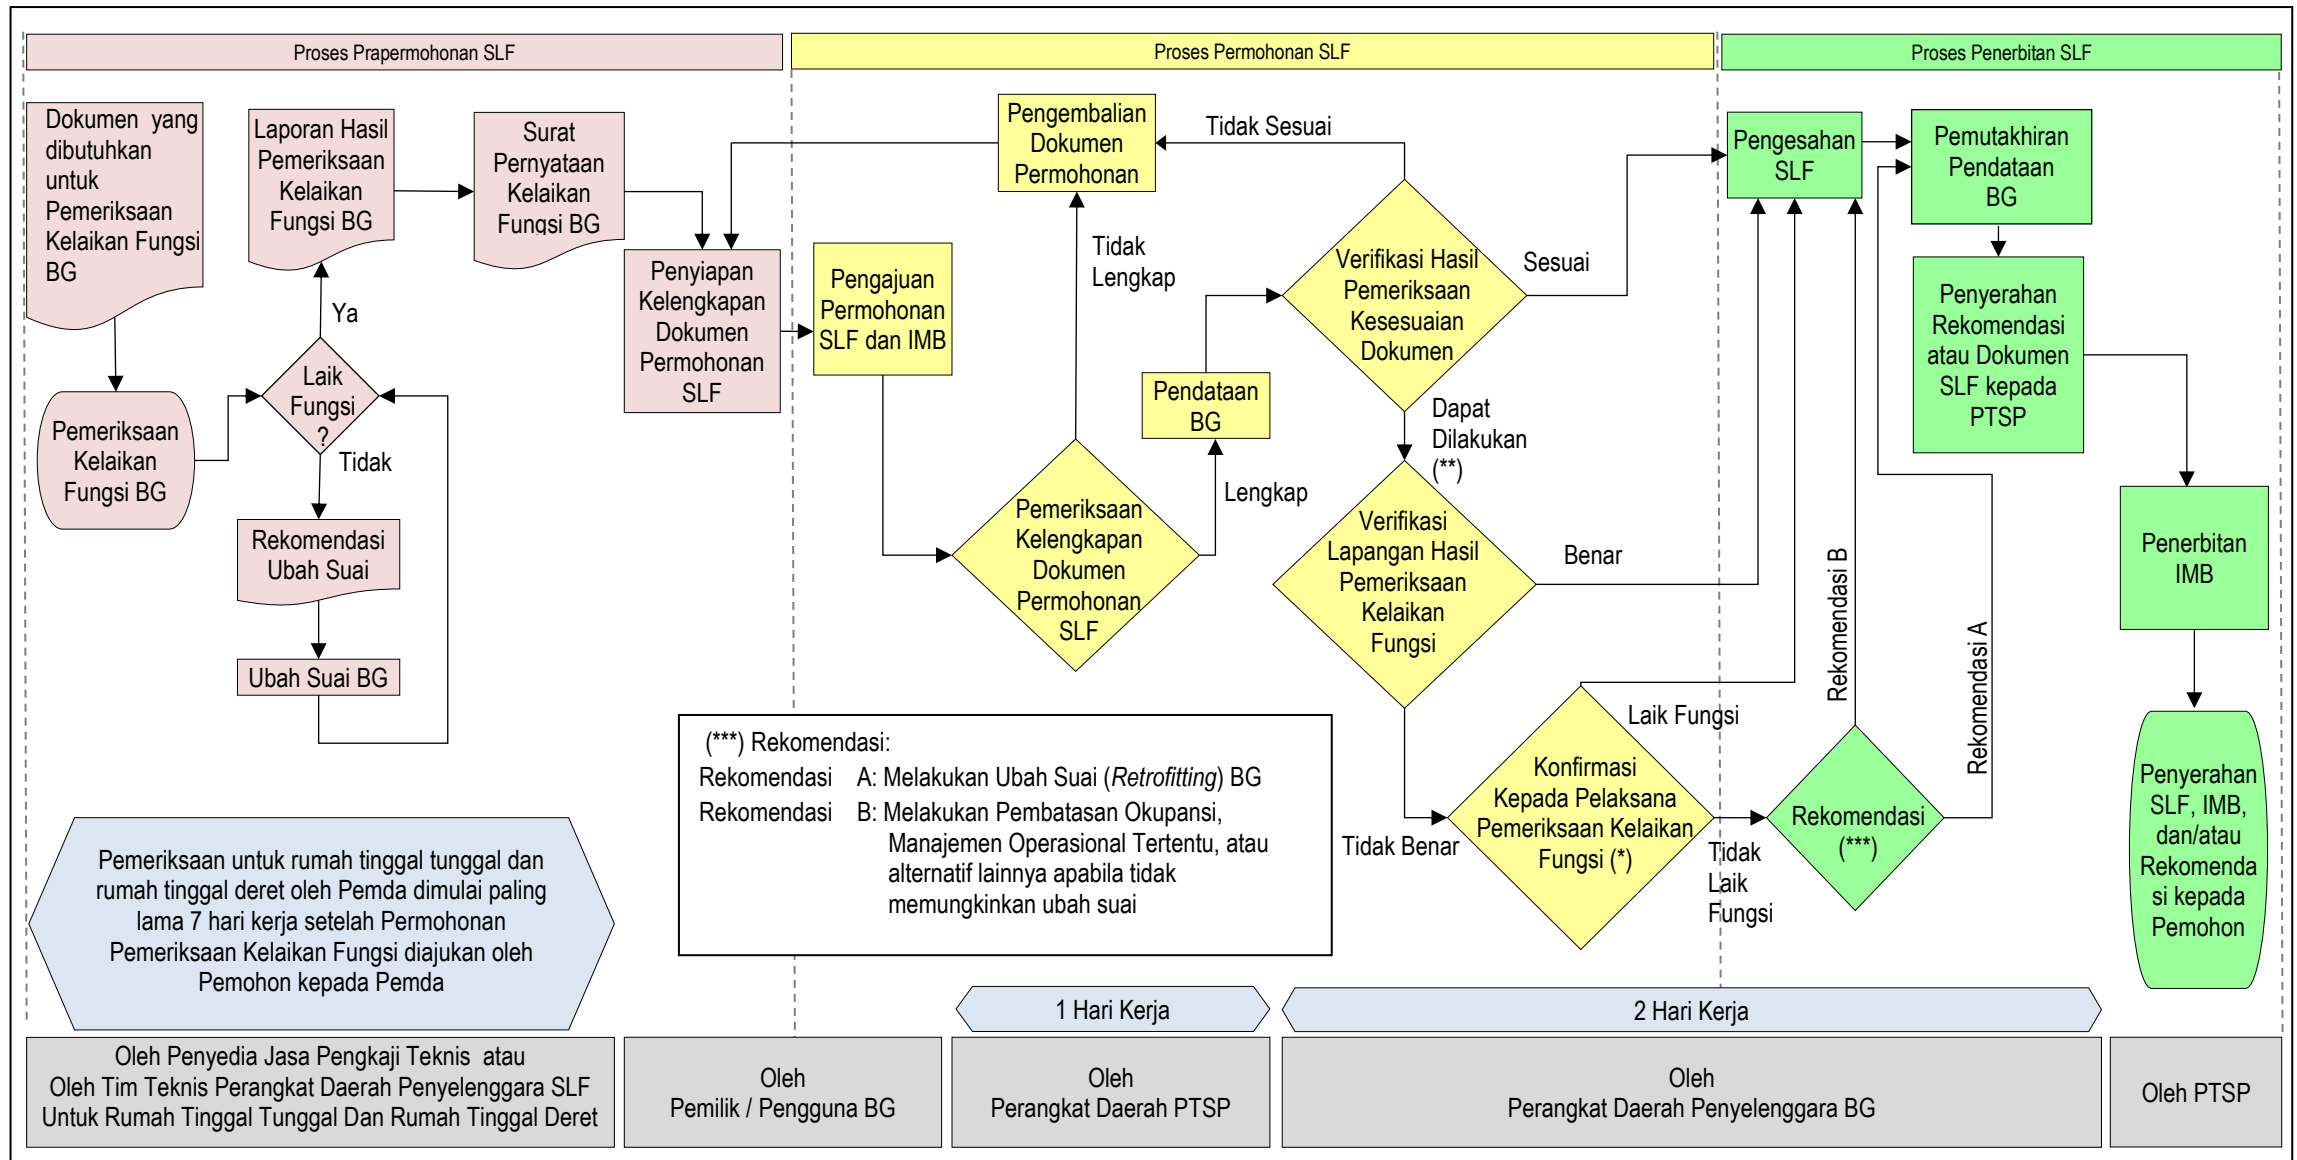 Proses Prapermohonan SLF
Proses Permohonan SLF
Proses Penerbitan SLF
Dokumen yang
dibutuhkan
untuk
Pemeriksaan
Kelaikan Fungsi
BG
Laporan Hasil
Pemeriksaan
Kelaikan
Fungsi BG
Surat
Pernyataan
Kelaikan
Fungsi BG
Ya
Laik
Fungsi
?
Tidak
Pemeriksaan
Kelaikan
Fungsi BG
Rekomendasi
Ubah Suai
Ubah Suai BG
Penyiapan
Kelengkapan
Dokumen
Permohonan
SLF
Pengajuan
Permohonan
SLF dan IMB
Pengembalian
Dokumen
Permohonan
Tidak Sesuai
Tidak
Lengkap
Pemeriksaan
Kelengkapan
Dokumen
Permohonan
SLF
Lengkap
Pendataan
BG
Verifikasi Hasil
Pemeriksaan
Kesesuaian
Dokumen
Sesuai
Dapat
Dilakukan
(**)
Verifikasi
Lapangan Hasil
Pemeriksaan
Kelaikan
Fungsi
Benar
Tidak Benar
Konfirmasi
Kepada Pelaksana
Pemeriksaan Kelaikan
Fungsi (*)
Laik Fungsi
Tidak
Laik
Fungsi
Rekomendasi
(***)
Rekomendasi B
Rekomendasi A
Pengesahan
SLF
Pemutakhiran
Pendataan
BG
Penyerahan
Rekomendasi
atau Dokumen
SLF kepada
PTSP
Penerbitan
IMB
Penyerahan
SLF, IMB,
dan/atau
Rekomenda
si kepada
Pemohon
(***) Rekomendasi:
Rekomendasi A: Melakukan Ubah Suai (Retrofitting) BG
Rekomendasi B: Melakukan Pembatasan Okupansi,
Manajemen Operasional Tertentu, atau
alternatif lainnya apabila tidak
memungkinkan ubah suai
Pemeriksaan untuk rumah tinggal tunggal dan
rumah tinggal deret oleh Pemda dimulai paling
lama 7 hari kerja setelah Permohonan
Pemeriksaan Kelaikan Fungsi diajukan oleh
Pemohon kepada Pemda
1 Hari Kerja
2 Hari Kerja
Oleh Penyedia Jasa Pengkaji Teknis atau
Oleh Tim Teknis Perangkat Daerah Penyelenggara SLF
Untuk Rumah Tinggal Tunggal Dan Rumah Tinggal Deret
Oleh
Pemilik / Pengguna BG
Oleh
Perangkat Daerah PTSP
Oleh
Perangkat Daerah Penyelenggara BG
Oleh PTSP